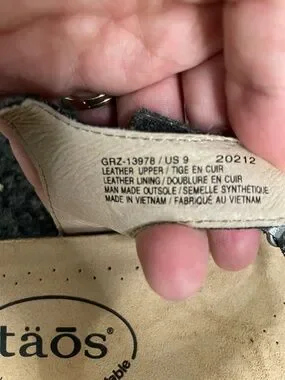 GRZ-13978 / US 9 20212
LEATHER UPPER / TIGE EN CUIR
LEATHER LINING / DOUBLURE EN CUIR
MAN MADE OUTSOLE / SEMELLE SYNTHÉTIQUE
MADE IN VIETNAM / FABRIQUÉ AU VIETNAM
täōs®